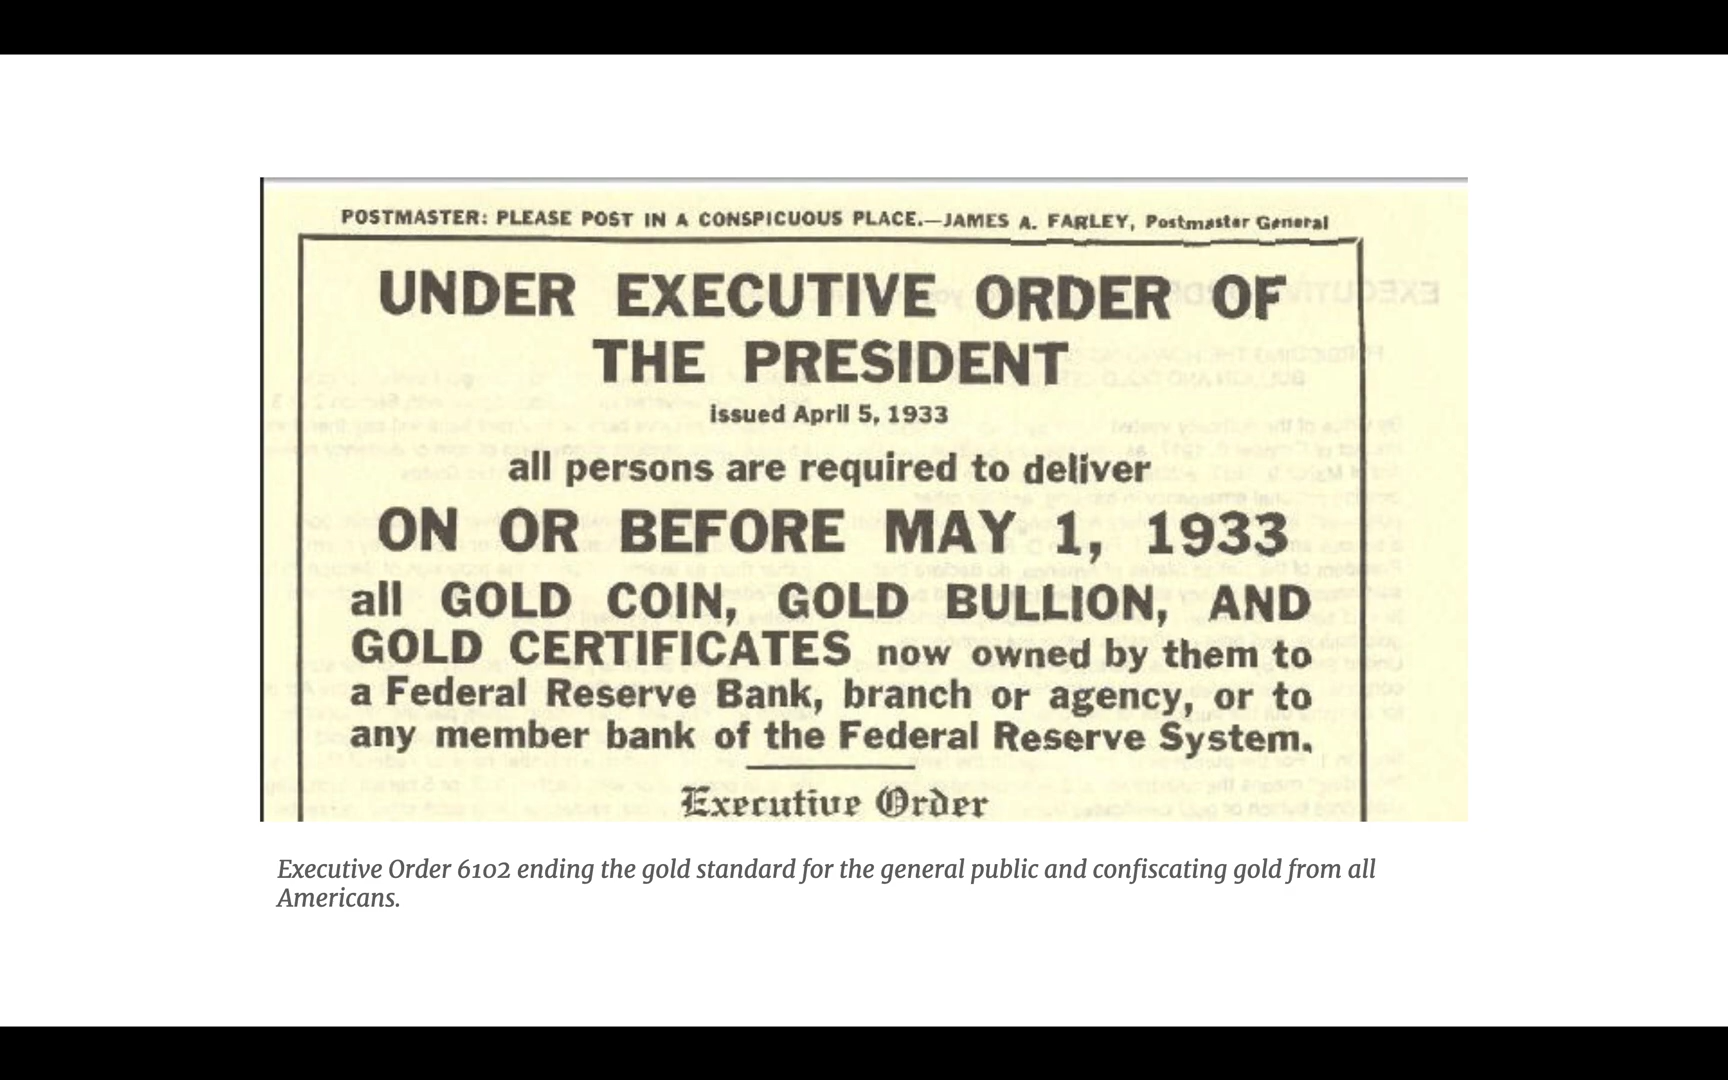 POSTMASTER: PLEASE POST IN A CONSPICUOUS PLACE.—JAMES A. FARLEY, Postmaster General
UNDER EXECUTIVE ORDER OF
THE PRESIDENT
issued April 5, 1933
all persons are required to deliver
ON OR BEFORE MAY 1, 1933
all GOLD COIN, GOLD BULLION, AND
GOLD CERTIFICATES now owned by them to
a Federal Reserve Bank, branch or agency, or to
any member bank of the Federal Reserve System.
Executive Order
Executive Order 6102 ending the gold standard for the general public and confiscating gold from all
Americans.